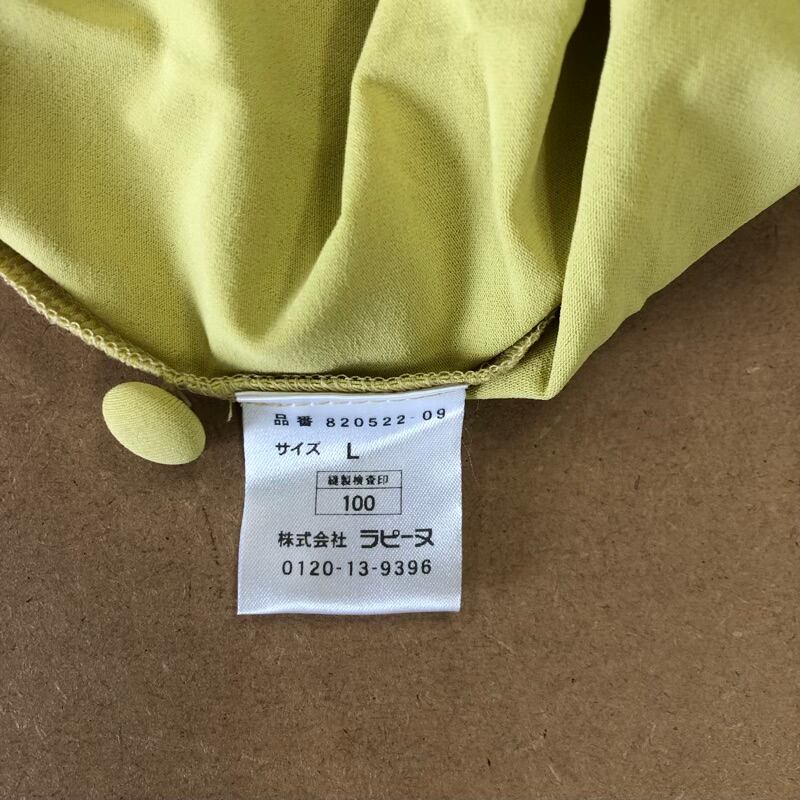 品番 820522-09
サイズ L
縫製検査印
100
株式会社 ラピーヌ
0120-13-9396